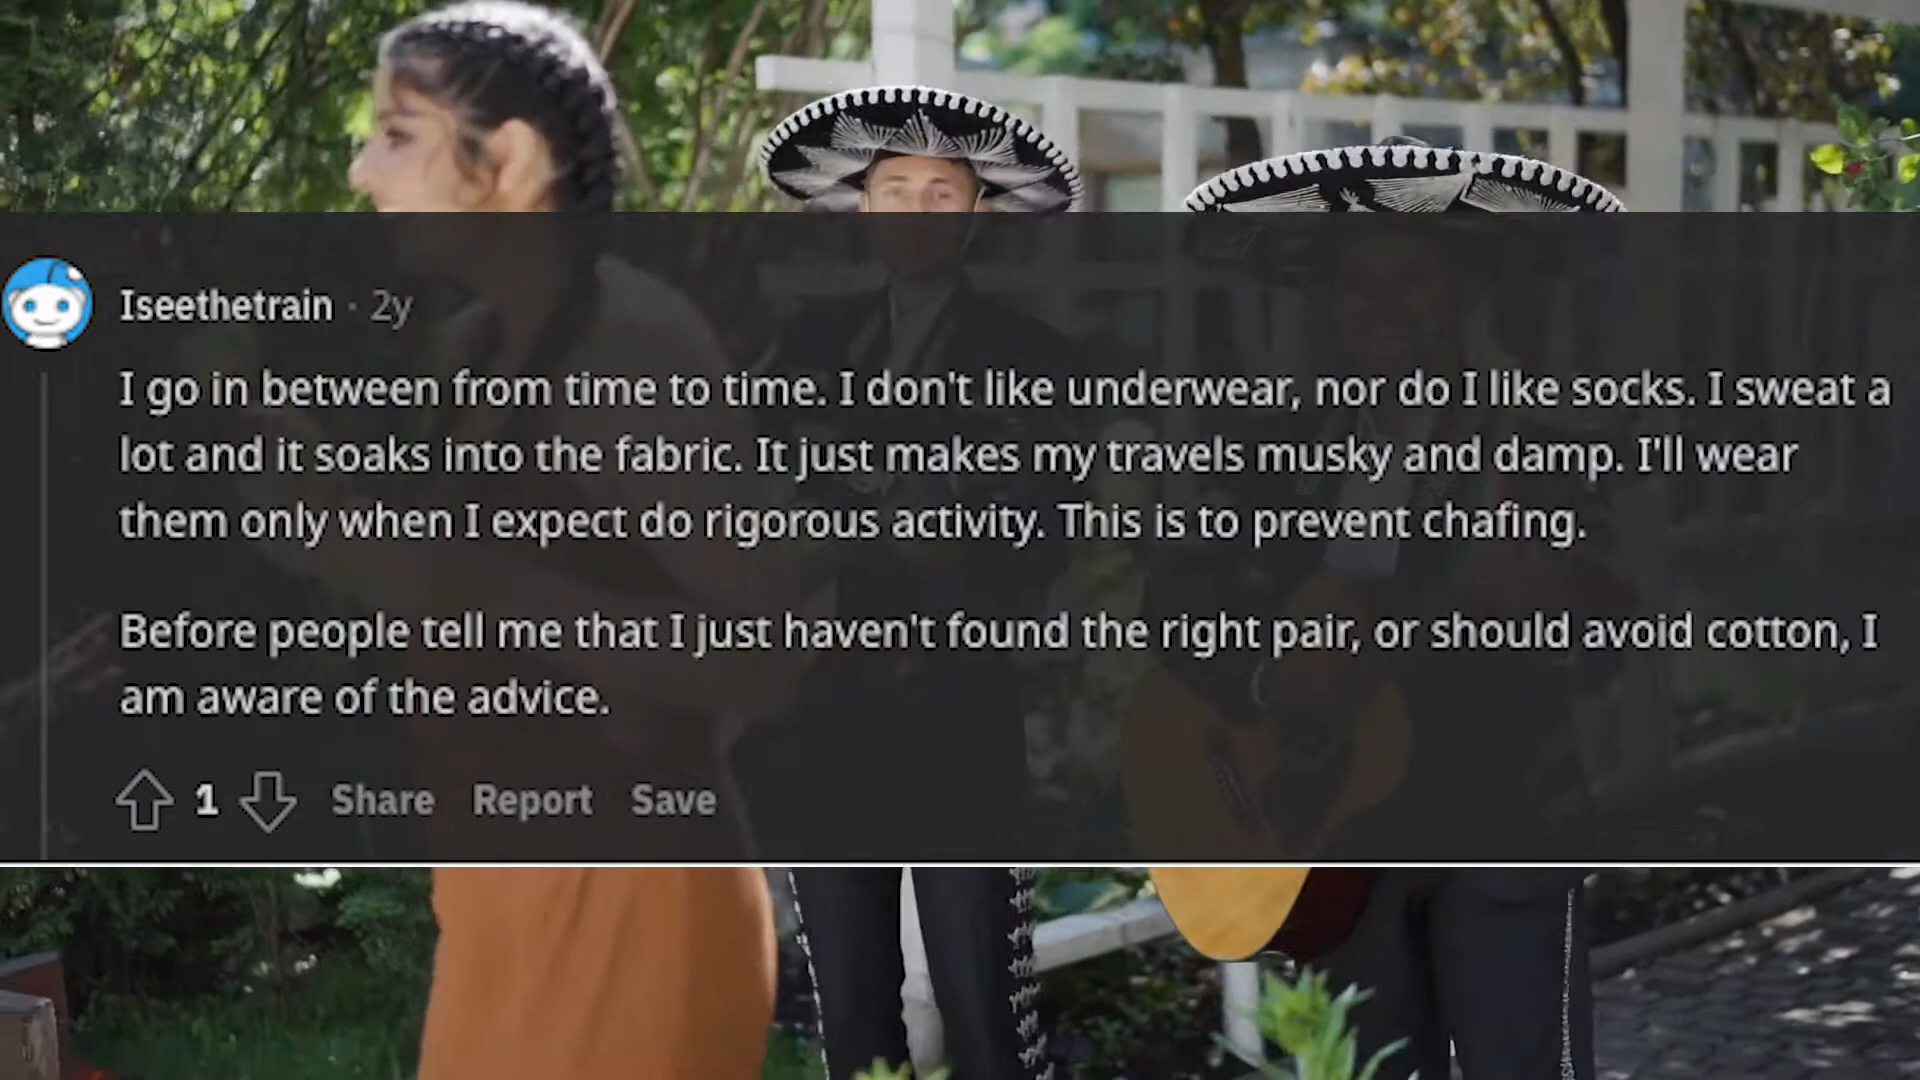 Iseethetrain · 2y
I go in between from time to time. I don't like underwear, nor do I like socks. I sweat a
lot and it soaks into the fabric. It just makes my travels musky and damp. I'll wear
them only when I expect do rigorous activity. This is to prevent chafing.
Before people tell me that I just haven't found the right pair, or should avoid cotton, I
am aware of the advice.
1 Share Report Save